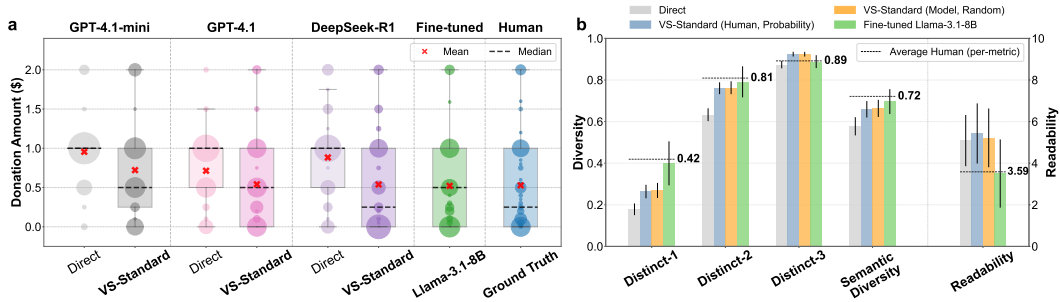 a
GPT-4.1-mini
GPT-4.1
DeepSeek-R1
Fine-tuned
Human
Mean
Median
Donation Amount ($)
2.0
1.5
1.0
0.5
0.0
Direct
VS-Standard
Direct
VS-Standard
Direct
VS-Standard
Llama-3.1-8B
Ground Truth
b
Direct
VS-Standard (Human, Probability)
VS-Standard (Model, Random)
Fine-tuned Llama-3.1-8B
Average Human (per-metric)
Diversity
1.0
0.8
0.6
0.4
0.2
0.0
0.42
0.81
0.89
0.72
3.59
Distinct-1
Distinct-2
Distinct-3
Semantic
Diversity
Readability
10
8
6
4
2
0
Readability